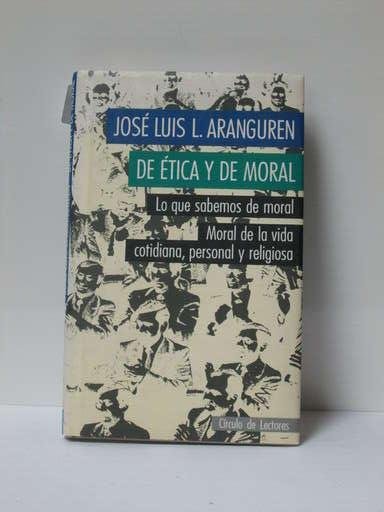 JOSÉ LUIS L. ARANGUREN
DE ÉTICA Y DE MORAL
Lo que sabemos de moral
Moral de la vida
cotidiana, personal y religiosa
Círculo de Lectores